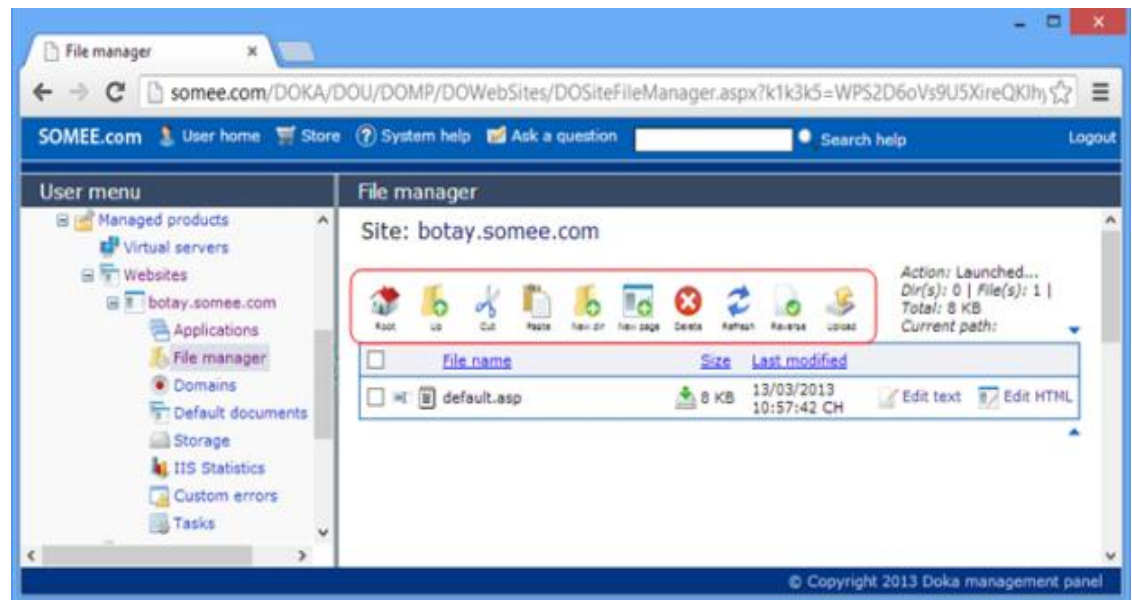 File manager
somee.com/DOKA/DOU/DOMP/DOWebSites/DOSiteFileManager.aspx?k1k3k5=WPS2D6oVs9U5XireQKIhj
SOMEE.com User home Store System help Ask a question Search help Logout
User menu
Managed products
Virtual servers
Websites
botay.somee.com
Applications
File manager
Domains
Default documents
Storage
IIS Statistics
Custom errors
Tasks
File manager
Site: botay.somee.com
Root Up Cut Paste New dir New page Delete Refresh Reverse Upload
Action: Launched...
Dir(s): 0 | File(s): 1 |
Total: 8 KB
Current path:
File name Size Last modified
default.asp 8 KB 13/03/2013 10:57:42 CH Edit text Edit HTML
© Copyright 2013 Doka management panel